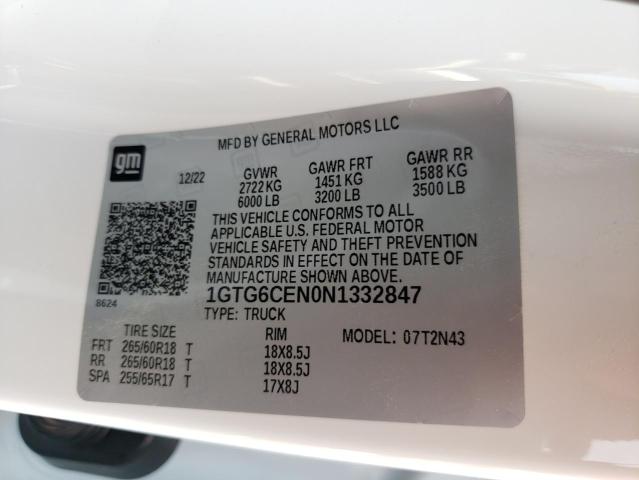 MFD BY GENERAL MOTORS LLC
gm
12/22 GVWR GAWR FRT GAWR RR
2722 KG 1451 KG 1588 KG
6000 LB 3200 LB 3500 LB
THIS VEHICLE CONFORMS TO ALL
APPLICABLE U.S. FEDERAL MOTOR
VEHICLE SAFETY AND THEFT PREVENTION
STANDARDS IN EFFECT ON THE DATE OF
MANUFACTURE SHOWN ABOVE.
8624
1GTG6CEN0N1332847
TYPE: TRUCK
TIRE SIZE RIM MODEL: 07T2N43
FRT 265/60R18 T 18X8.5J
RR 265/60R18 T 18X8.5J
SPA 255/65R17 T 17X8J